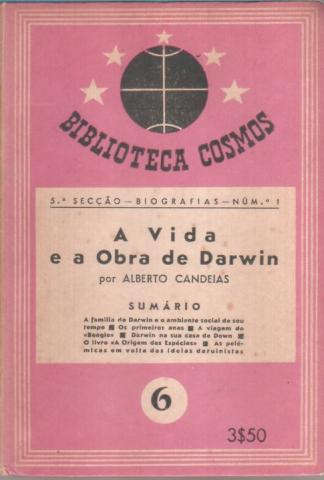 BIBLIOTECA COSMOS
5.ª SECÇÃO — BIOGRAFIAS — NÚM.º 1
A Vida
e a Obra de Darwin
por ALBERTO CANDEIAS
SUMÁRIO
A família de Darwin e o ambiente social do seu
tempo ■ Os primeiros anos ■ A viagem do
«Beagle» ■ Darwin na sua casa de Down ■
O livro «A Origem das Espécies» ■ As polé-
micas em volta das ideias darwinistas
6
3$50